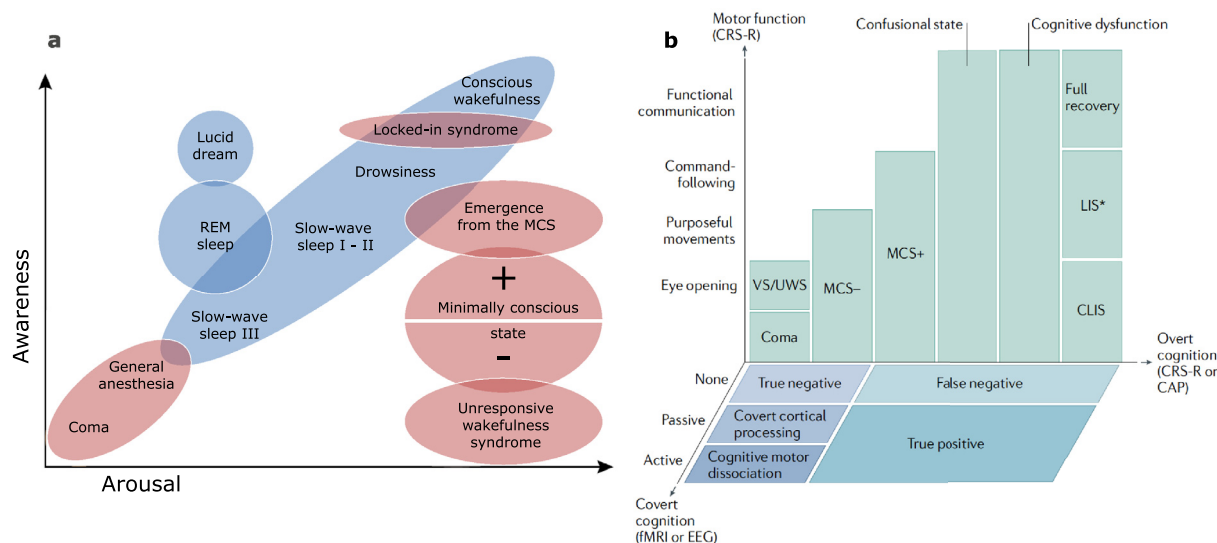 a
Awareness
Arousal
Conscious
wakefulness
Locked-in syndrome
Lucid
dream
Drowsiness
REM
sleep
Slow-wave
sleep I - II
Emergence
from the MCS
+
Minimally conscious
state
-
Slow-wave
sleep III
General
anesthesia
Coma
Unresponsive
wakefulness
syndrome
b
Motor function
(CRS-R)
Confusional state
Cognitive dysfunction
Functional
communication
Command-
following
Purposeful
movements
Eye opening
VS/UWS
Coma
MCS–
MCS+
Full
recovery
LIS*
CLIS
Overt
cognition
(CRS-R or
CAP)
None
True negative
False negative
Passive
Covert cortical
processing
True positive
Active
Cognitive motor
dissociation
Covert
cognition
(fMRI or EEG)